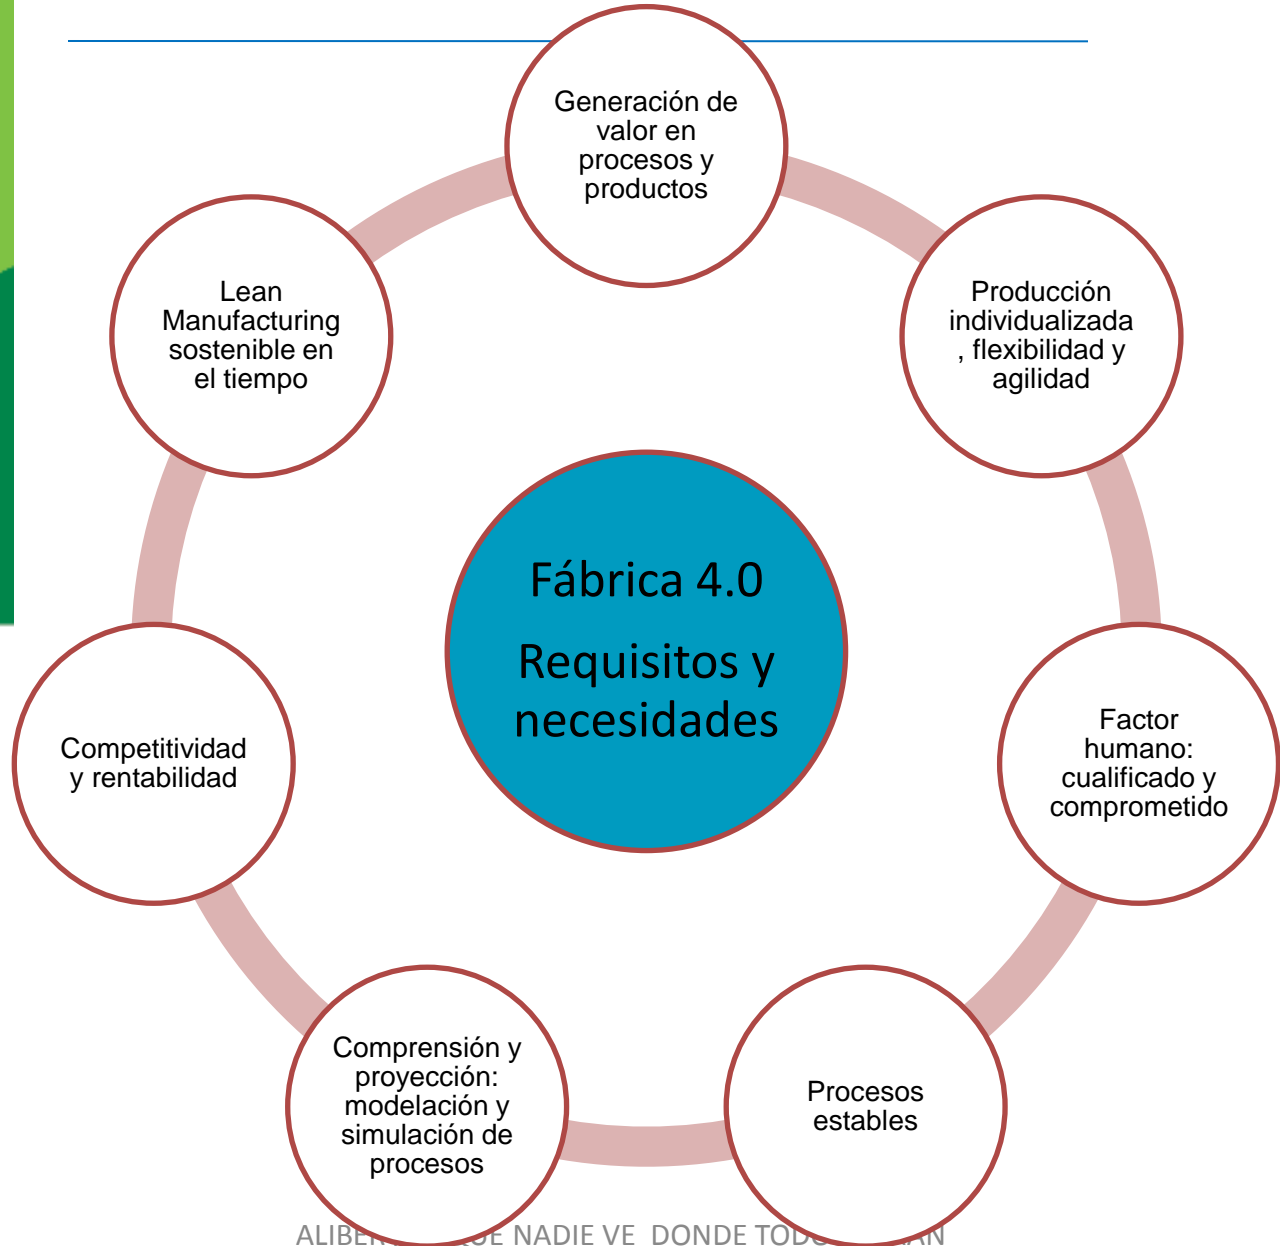 Generación de
valor en
procesos y
productos
Producción
individualizada
, flexibilidad y
agilidad
Factor
humano:
cualificado y
comprometido
Procesos
estables
Comprensión y
proyección:
modelación y
simulación de
procesos
Competitividad
y rentabilidad
Lean
Manufacturing
sostenible en
el tiempo
Fábrica 4.0
Requisitos y
necesidades
NADIE VE DONDE